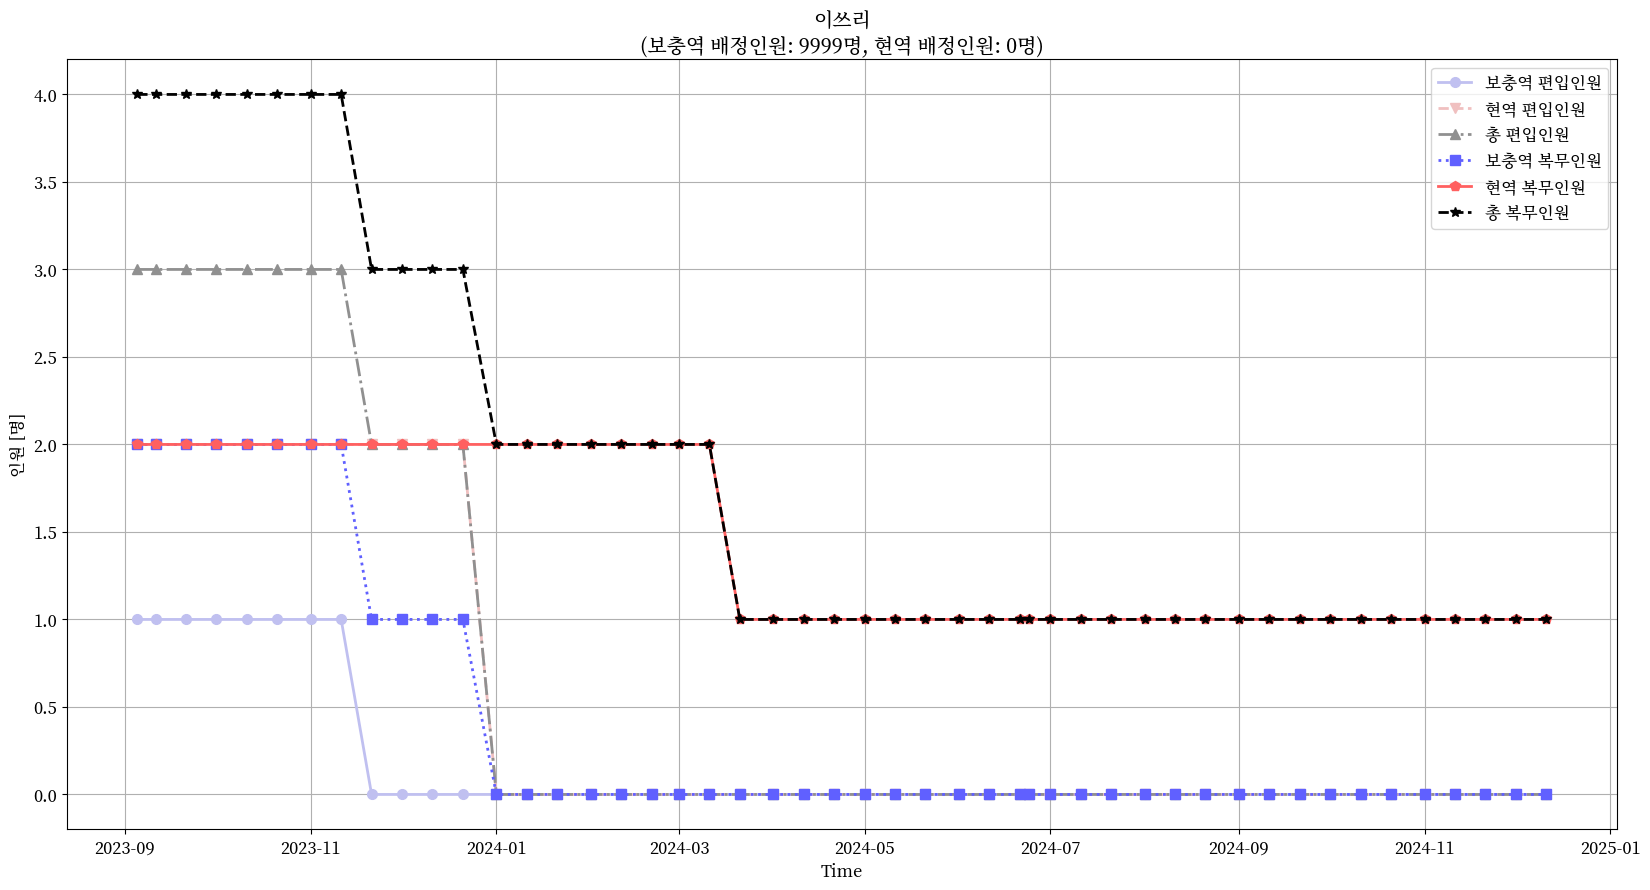 이쓰리
(보충역 배정인원: 9999명, 현역 배정인원: 0명)
보충역 편입인원
현역 편입인원
총 편입인원
보충역 복무인원
현역 복무인원
총 복무인원
인원 [명]
4.0
3.5
3.0
2.5
2.0
1.5
1.0
0.5
0.0
2023-09
2023-11
2024-01
2024-03
2024-05
2024-07
2024-09
2024-11
2025-01
Time